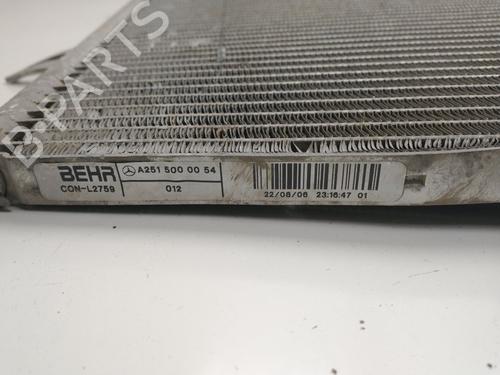 B-PARTS
BEHR A251 500 00 54
CON-L2759 012
22/08/06 23:16:47 01